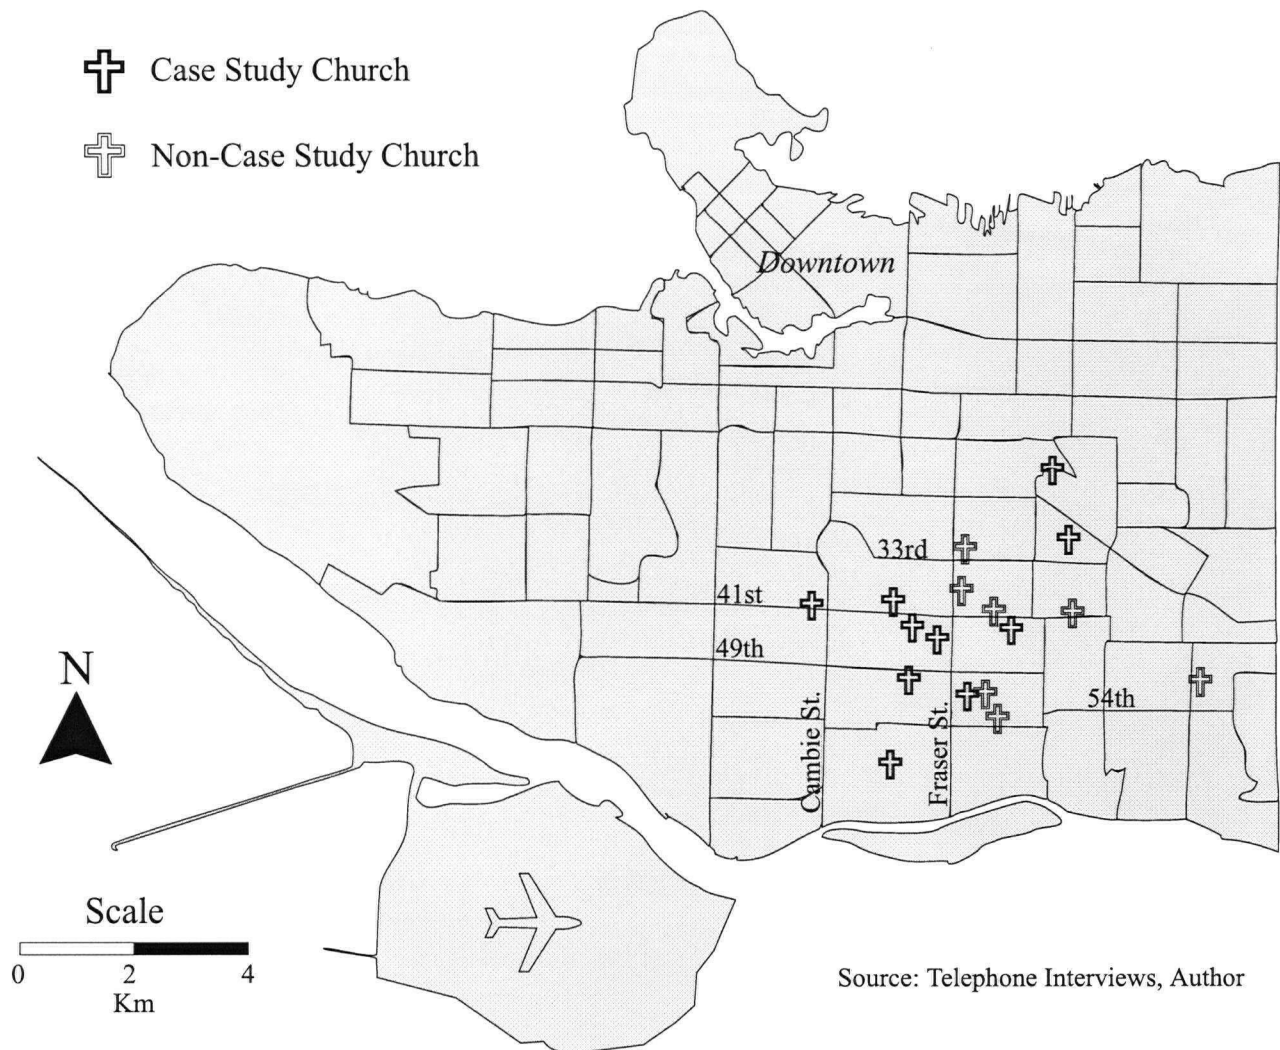 Case Study Church
Non-Case Study Church
Downtown
33rd
41st
49th
54th
Cambie St.
Fraser St.
N
Scale
0 2 4
Km
Source: Telephone Interviews, Author